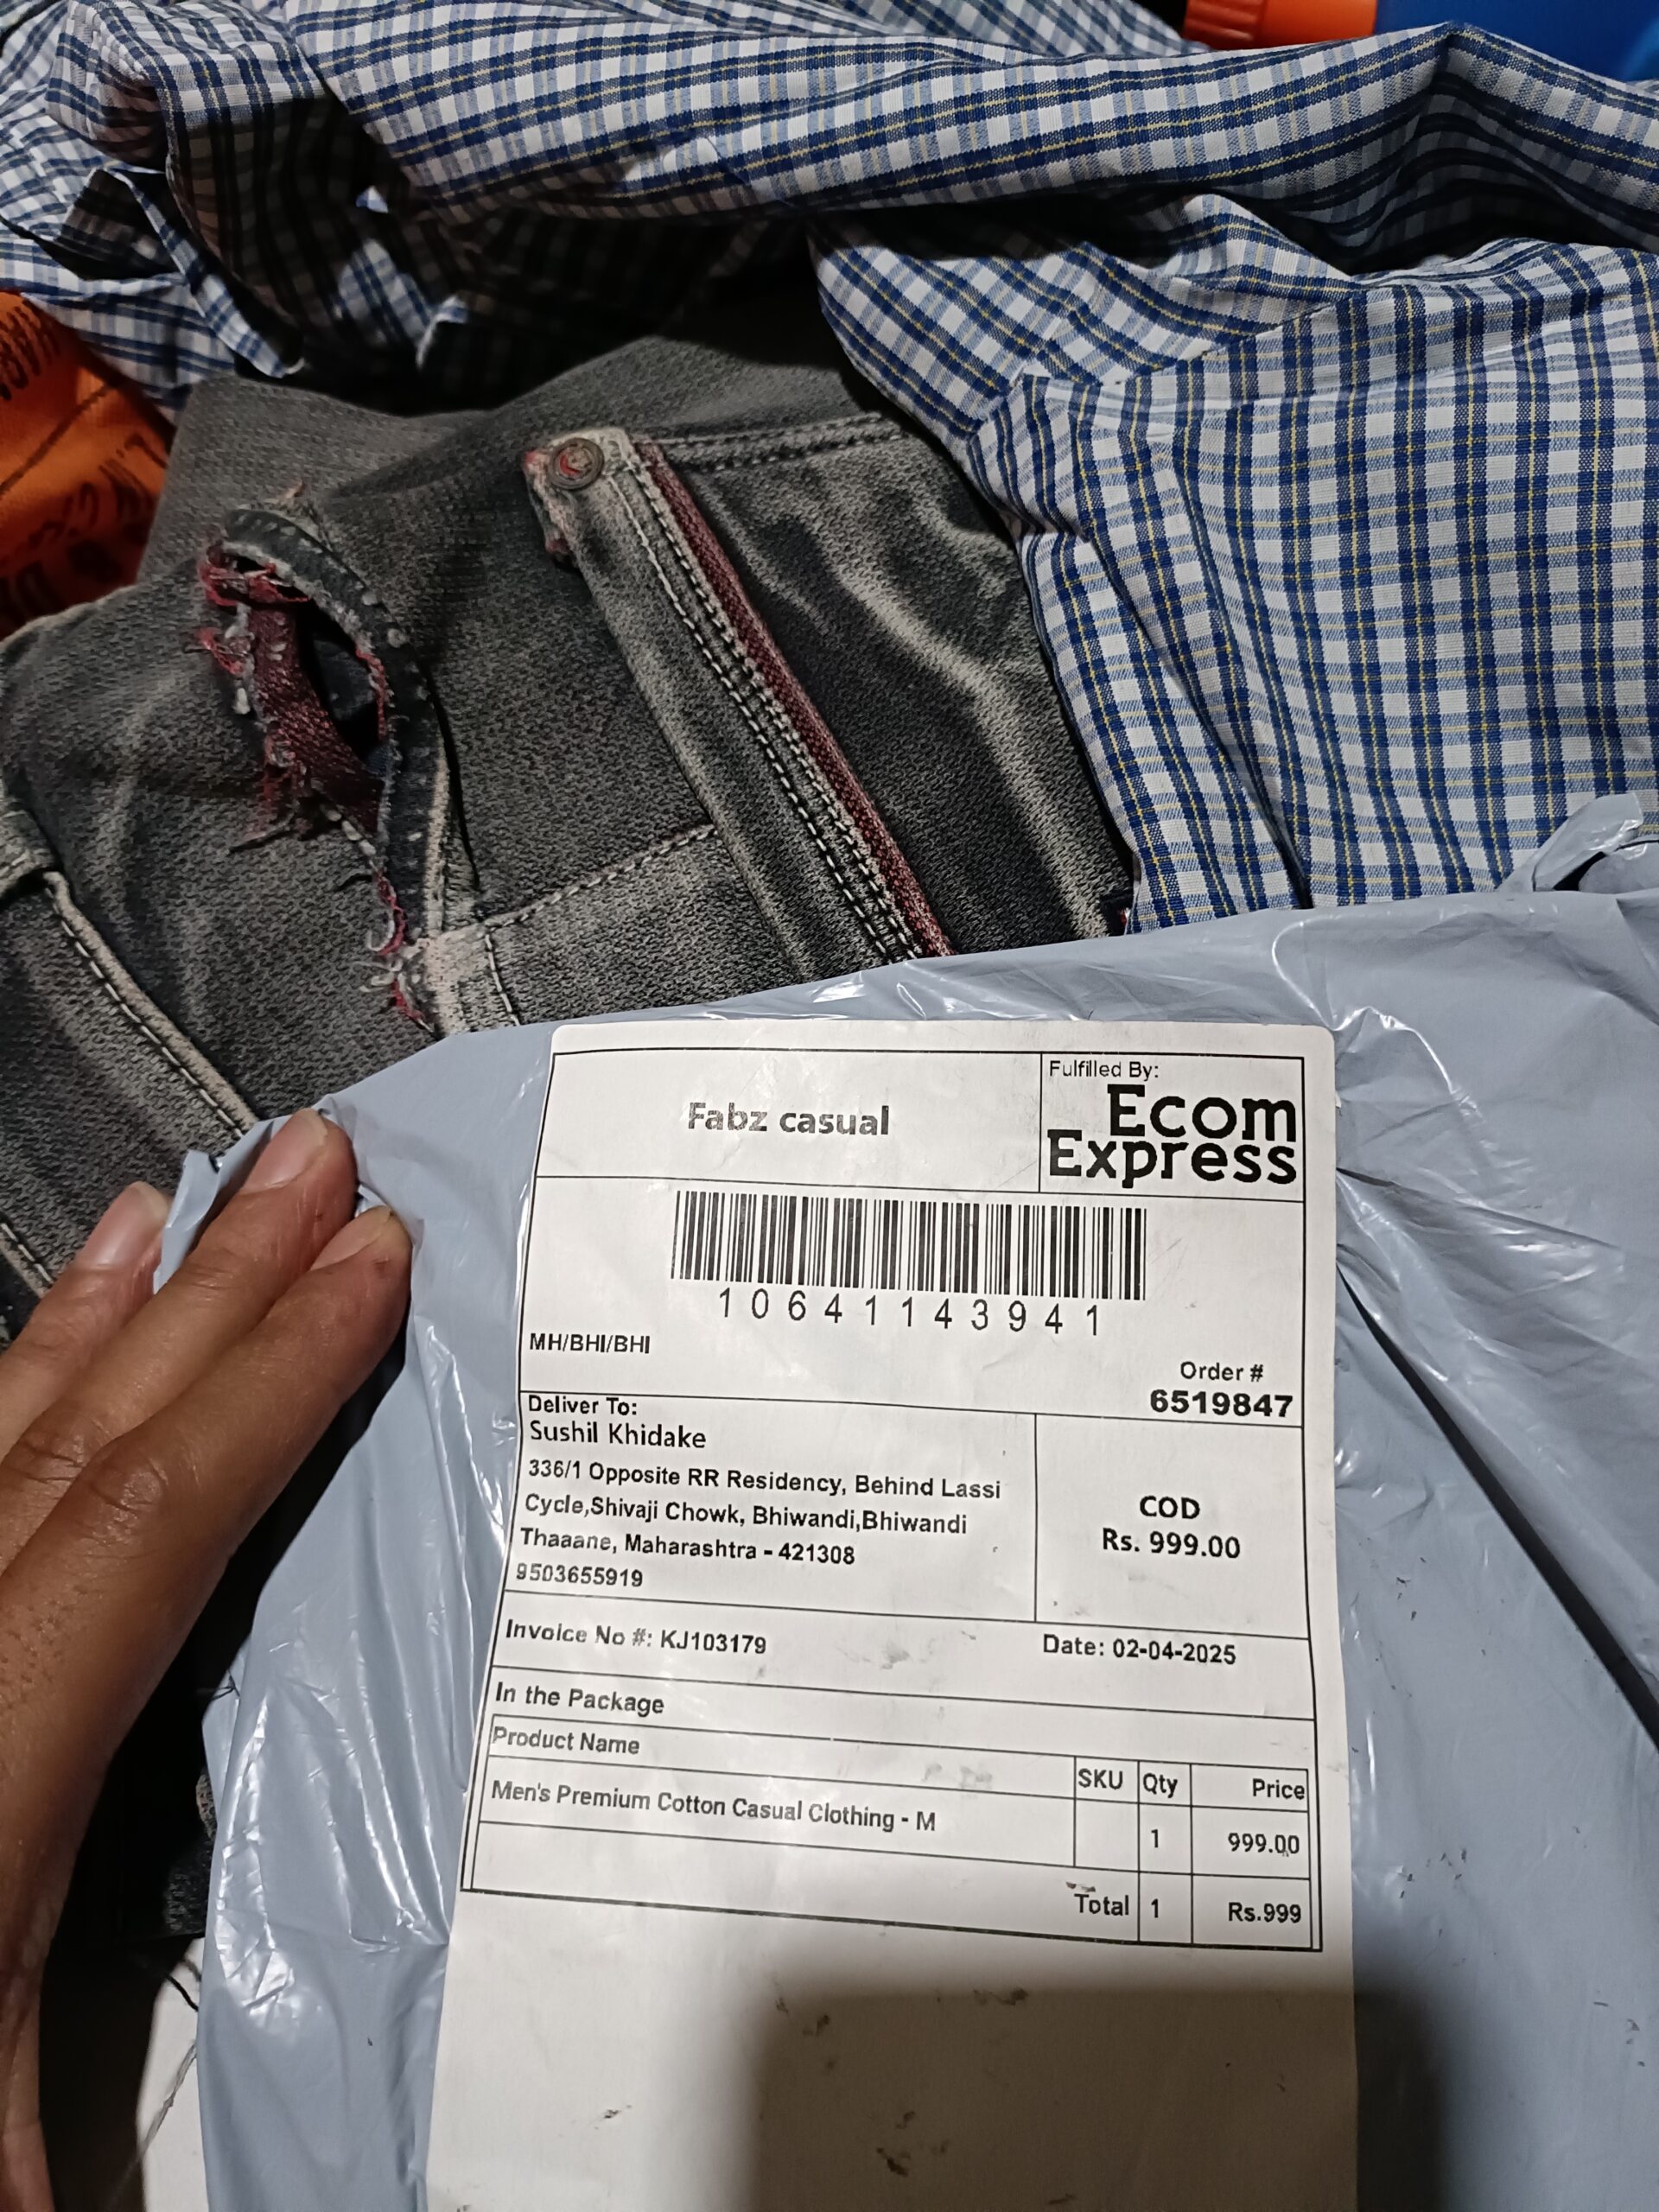 Fabz casual
Fulfilled By:
Ecom
Express
10641143941
MH/BHI/BHI
Order #
6519847
Deliver To:
Sushil Khidake
336/1 Opposite RR Residency, Behind Lassi
Cycle,Shivaji Chowk, Bhiwandi,Bhiwandi
Thaaane, Maharashtra - 421308
9503655919
COD
Rs. 999.00
Invoice No #: KJ103179
Date: 02-04-2025
In the Package
Product Name SKU Qty Price
Men's Premium Cotton Casual Clothing - M 1 999.00
Total 1 Rs.999